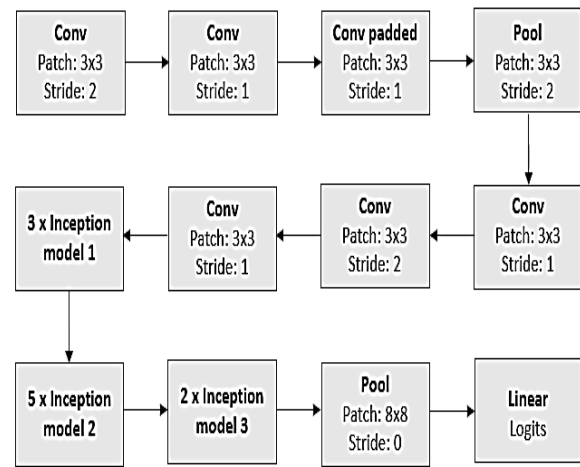 Conv
Patch: 3x3
Stride: 2
Conv
Patch: 3x3
Stride: 1
Conv padded
Patch: 3x3
Stride: 1
Pool
Patch: 3x3
Stride: 2
Conv
Patch: 3x3
Stride: 1
Conv
Patch: 3x3
Stride: 2
Conv
Patch: 3x3
Stride: 1
3 x Inception
model 1
5 x Inception
model 2
2 x Inception
model 3
Pool
Patch: 8x8
Stride: 0
Linear
Logits